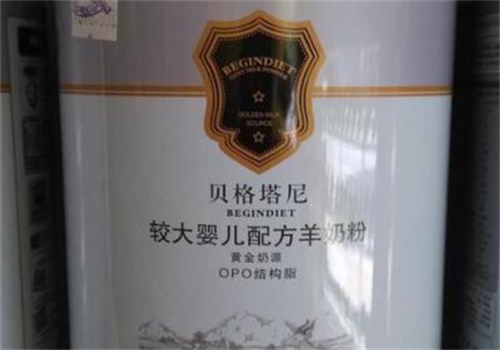 BEGINDIET
GOAT MILK POWDER
GOLDEN MILK
SOURCE
贝格塔尼
BEGINDIET
较大婴儿配方羊奶粉
黄金奶源
OPO结构脂